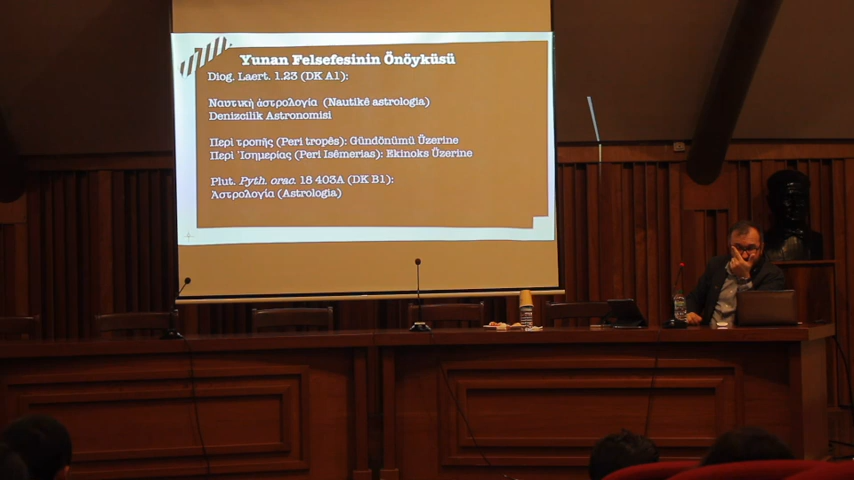 Yunan Felsefesinin Önöyküsü
Diog. Laert. 1.23 (DK A1):
Ναυτικὴ ἀστρολογία (Nautikê astrologia)
Denizcilik Astronomisi
Περὶ τροπῆς (Peri tropês): Gündönümü Üzerine
Περὶ Ἰσημερίας (Peri Isêmerias): Ekinoks Üzerine
Plut. Pyth. orac. 18 403A (DK B1):
Ἀστρολογία (Astrologia)